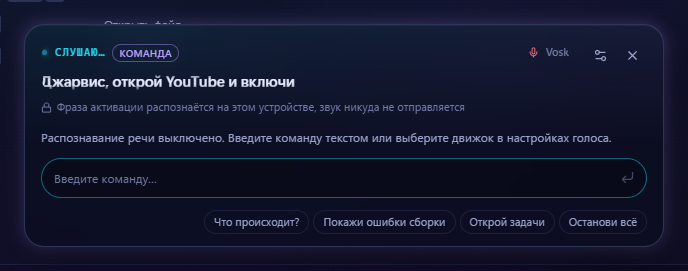 Открыть файл
СЛУШАЮ… КОМАНДА Vosk
Джарвис, открой YouTube и включи
Фраза активации распознаётся на этом устройстве, звук никуда не отправляется
Распознавание речи выключено. Введите команду текстом или выберите движок в настройках голоса.
Введите команду…
Что происходит? Покажи ошибки сборки Открой задачи Останови всё